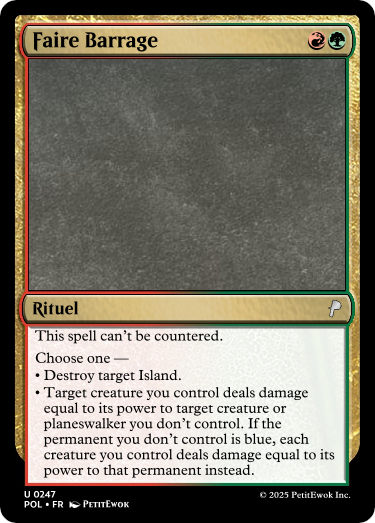 Faire Barrage
Rituel
This spell can't be countered.
Choose one —
• Destroy target Island.
• Target creature you control deals damage
equal to its power to target creature or
planeswalker you don't control. If the
permanent you don't control is blue, each
creature you control deals damage equal to its
power to that permanent instead.
U 0247
POL • FR PetitEwok
© 2025 PetitEwok Inc.